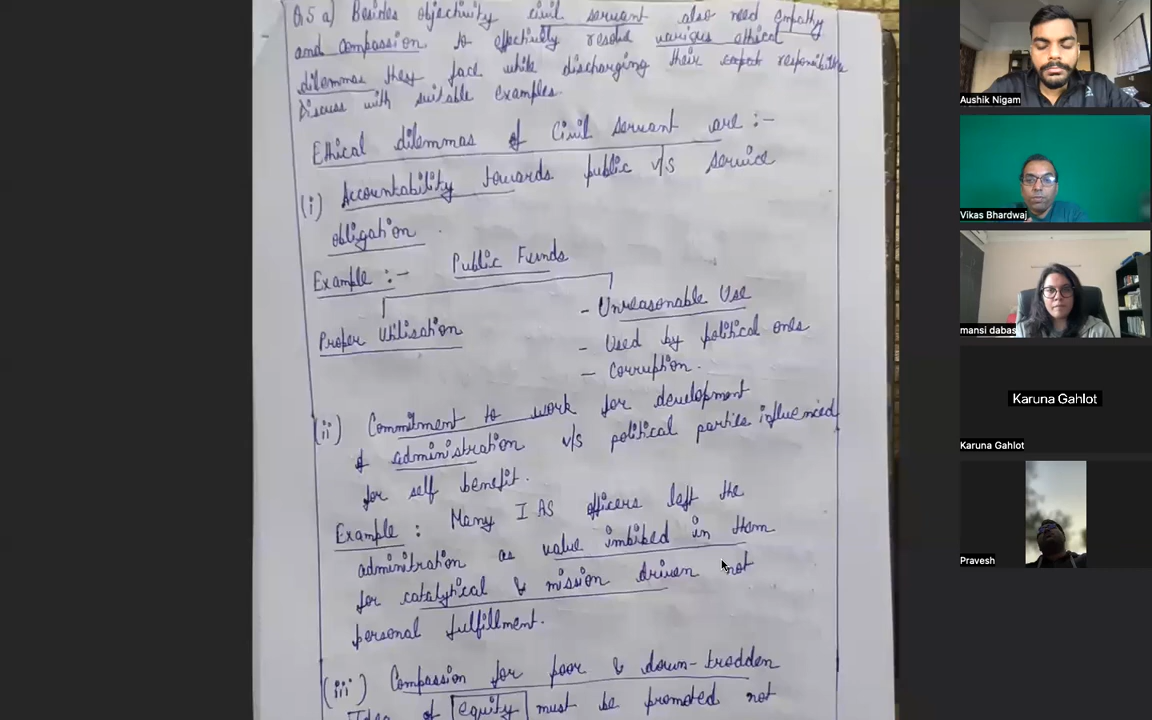 Q.5 a) Besides objectivity civil servant also need empathy
and compassion to effectively resolve various ethical
dilemmas they face while discharging their responsibilities
Discuss with suitable examples.
Ethical dilemmas of Civil servant are :-
(i) Accountability towards public v/s service
obligation
Example :- Public Funds
Proper Utilisation
- Unreasonable Use
- Used by political ones
- Corruption.
(ii) Commitment to work for development
of administration v/s political parties influenced
for self benefit.
Example : Many IAS officers left the
adminitration as value imbibed in them
for catalytical & mission driven not
personal fulfillment.
(iii) Compassion for poor & down-trodden
Idea of equity must be promoted not
Aushik Nigam
Vikas Bhardwaj
mansi dabas
Karuna Gahlot
Karuna Gahlot
Pravesh